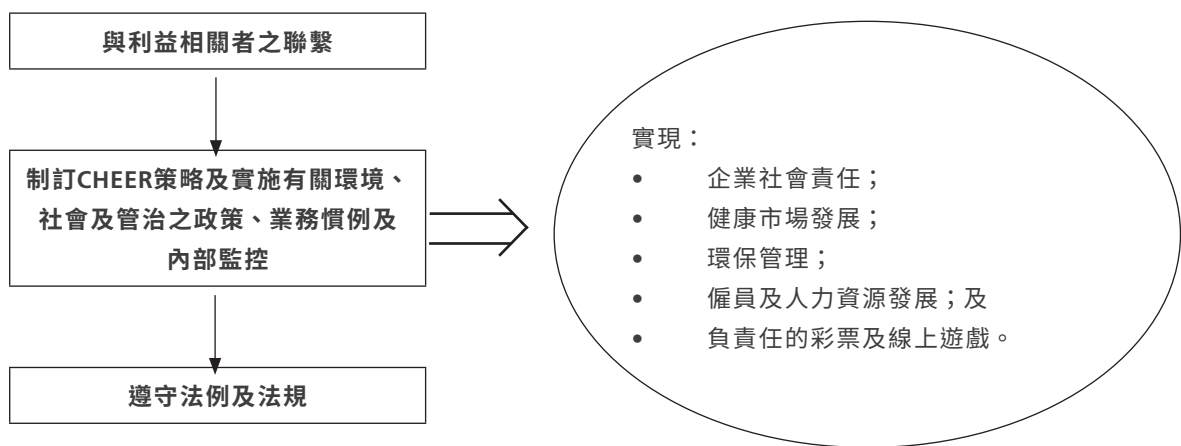 與利益相關者之聯繫
制訂CHEER策略及實施有關環境、
社會及管治之政策、業務慣例及
內部監控
遵守法例及法規
實現：
• 企業社會責任；
• 健康市場發展；
• 環保管理；
• 僱員及人力資源發展；及
• 負責任的彩票及線上遊戲。